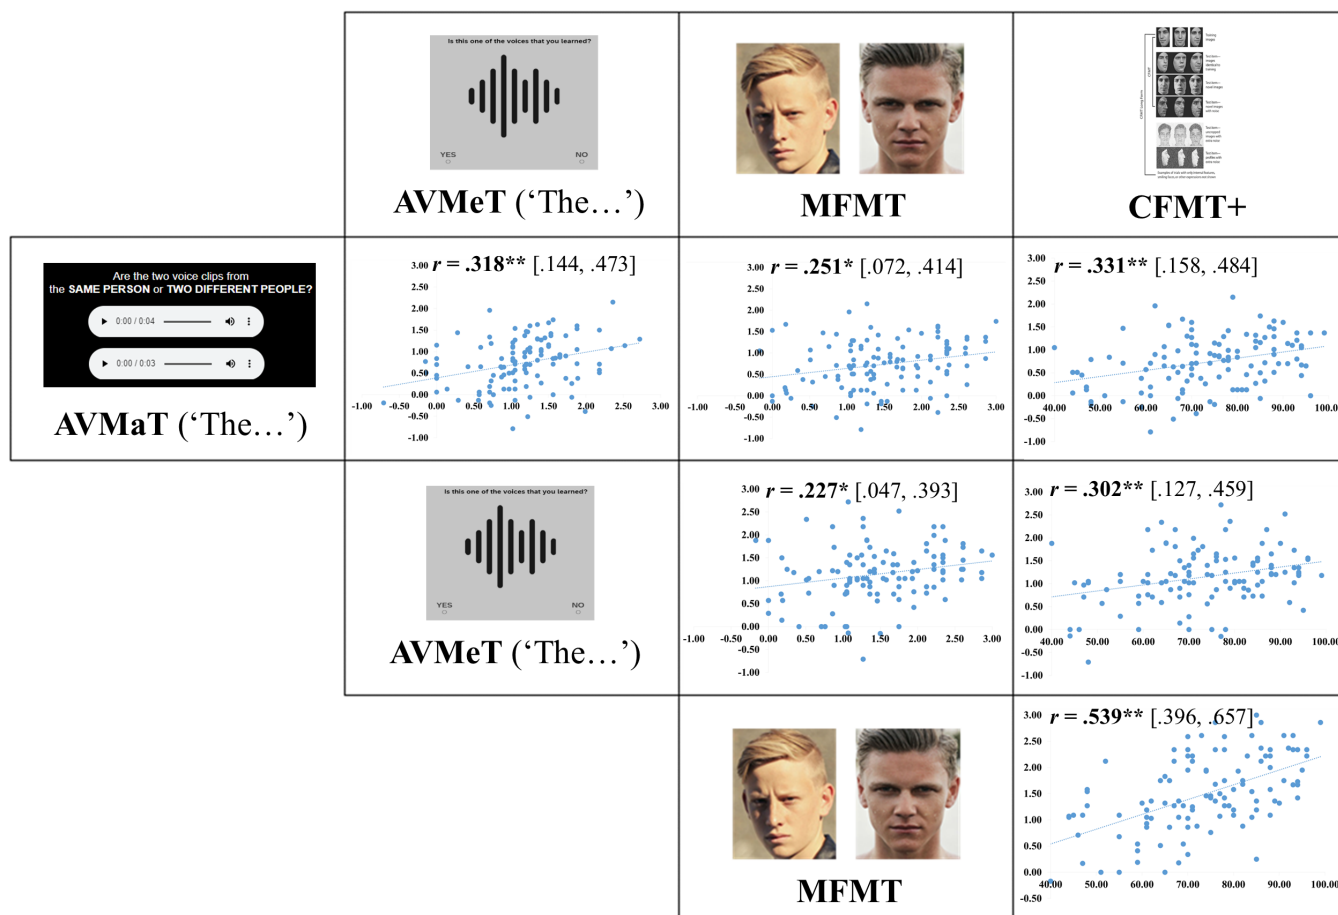 Is this one of the voices that you learned?
YES NO
AVMeT (‘The…’)
MFMT
CFMT+
Are the two voice clips from
the SAME PERSON or TWO DIFFERENT PEOPLE?
0:00 / 0:04
0:00 / 0:03
AVMaT (‘The…’)
r = .318** [.144, .473]
3.00
2.50
2.00
1.50
1.00
0.50
0.00
-0.50
-1.00
-1.00 -0.50 0.00 0.50 1.00 1.50 2.00 2.50 3.00
r = .251* [.072, .414]
3.00
2.50
2.00
1.50
1.00
0.50
0.00
-0.50
-1.00
-1.00 -0.50 0.00 0.50 1.00 1.50 2.00 2.50 3.00
r = .331** [.158, .484]
3.00
2.50
2.00
1.50
1.00
0.50
0.00
-0.50
-1.00
40.00 50.00 60.00 70.00 80.00 90.00 100.00
Is this one of the voices that you learned?
YES NO
AVMeT (‘The…’)
r = .227* [.047, .393]
3.00
2.50
2.00
1.50
1.00
0.50
0.00
-0.50
-1.00
-1.00 -0.50 0.00 0.50 1.00 1.50 2.00 2.50 3.00
r = .302** [.127, .459]
3.00
2.50
2.00
1.50
1.00
0.50
0.00
-0.50
-1.00
40.00 50.00 60.00 70.00 80.00 90.00 100.00
MFMT
r = .539** [.396, .657]
3.00
2.50
2.00
1.50
1.00
0.50
0.00
40.00 50.00 60.00 70.00 80.00 90.00 100.00